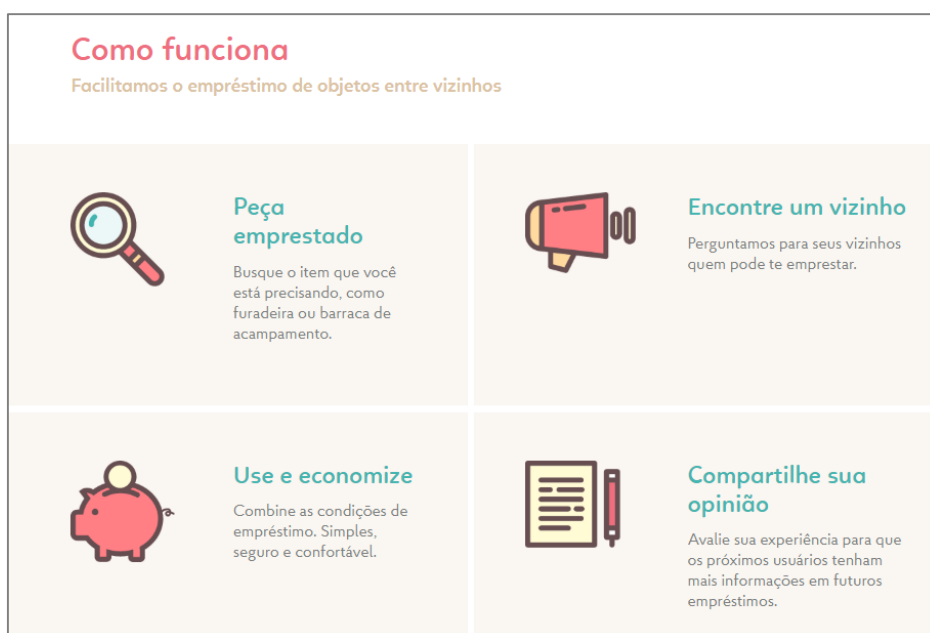 Como funciona
Facilitamos o empréstimo de objetos entre vizinhos
Peça
emprestado
Busque o item que você
está precisando, como
furadeira ou barraca de
acampamento.
Encontre um vizinho
Perguntamos para seus vizinhos
quem pode te emprestar.
Use e economize
Combine as condições de
empréstimo. Simples,
seguro e confortável.
Compartilhe sua
opinião
Avalie sua experiência para que
os próximos usuários tenham
mais informações em futuros
empréstimos.